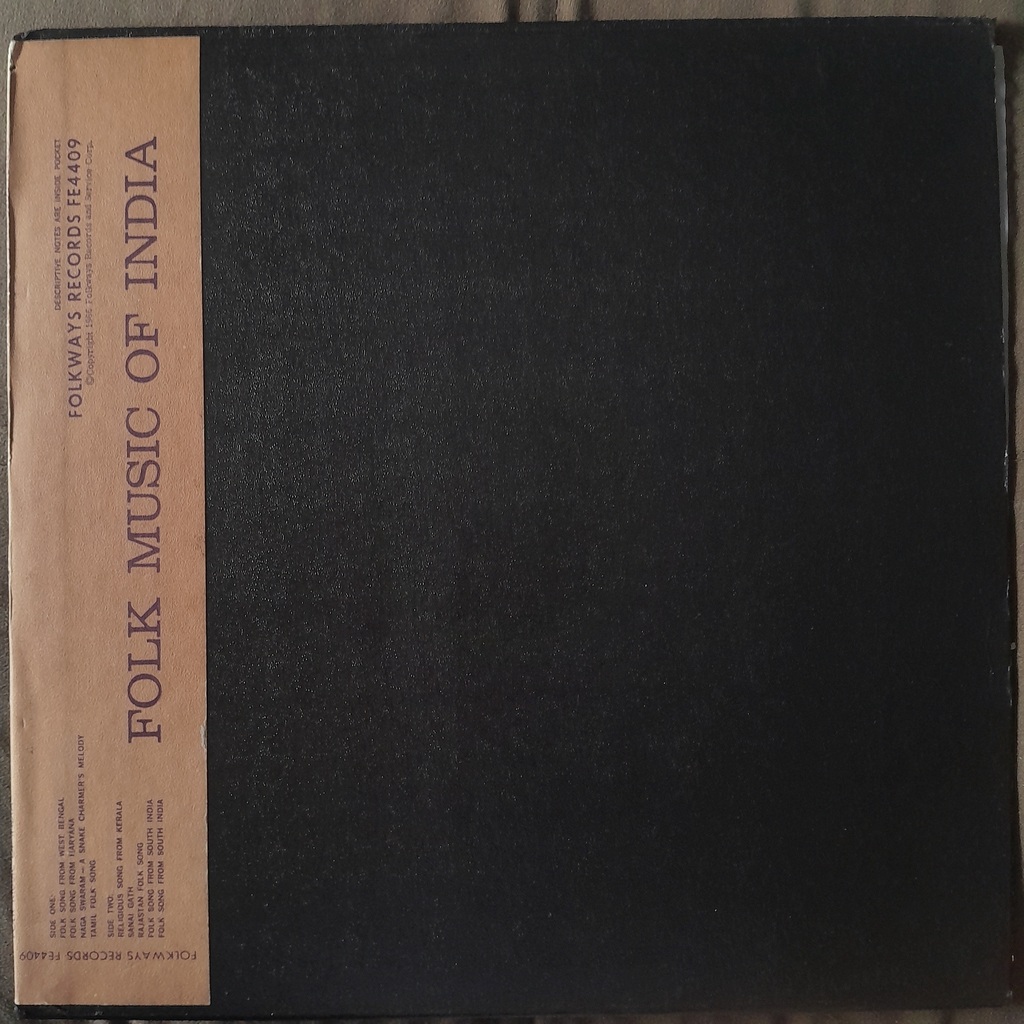 FOLK MUSIC OF INDIA
DESCRIPTIVE NOTES ARE INSIDE POCKET
FOLKWAYS RECORDS FE4409
©Copyright 1966 Folkways Records and Service Corp.
SIDE ONE:
FOLK SONG FROM WEST BENGAL
FOLK SONG FROM HARYANA
NAGA SWARAM — A SNAKE CHARMER'S MELODY
TAMIL FOLK SONG
SIDE TWO:
RELIGIOUS SONG FROM KERALA
SANAI GATH
RAJASTAN FOLK SONG
FOLK SONG FROM SOUTH INDIA
FOLK SONG FROM SOUTH INDIA
FOLKWAYS RECORDS FE4409